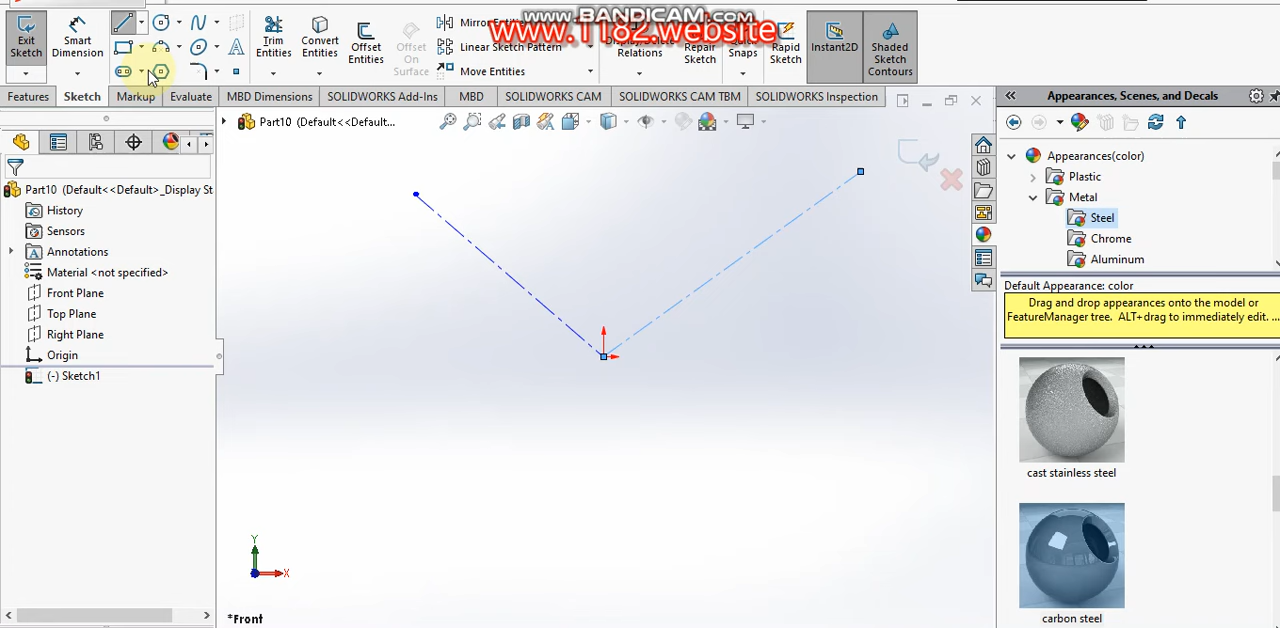 www.BANDICAM.com
www.1182.website
Exit Sketch
Smart Dimension
Trim Entities
Convert Entities
Offset Entities
Offset On Surface
Mirror Entities
Linear Sketch Pattern
Move Entities
Relations
Repair Sketch
Quick Snaps
Rapid Sketch
Instant2D
Shaded Sketch Contours
Features
Sketch
Markup
Evaluate
MBD Dimensions
SOLIDWORKS Add-Ins
MBD
SOLIDWORKS CAM
SOLIDWORKS CAM TBM
SOLIDWORKS Inspection
Part10 (Default<<Default...
Part10 (Default<<Default>_Display St
History
Sensors
Annotations
Material <not specified>
Front Plane
Top Plane
Right Plane
Origin
(-) Sketch1
Y
X
*Front
Appearances, Scenes, and Decals
Appearances(color)
Plastic
Metal
Steel
Chrome
Aluminum
Default Appearance: color
Drag and drop appearances onto the model or
FeatureManager tree. ALT+drag to immediately edit. ...
cast stainless steel
carbon steel